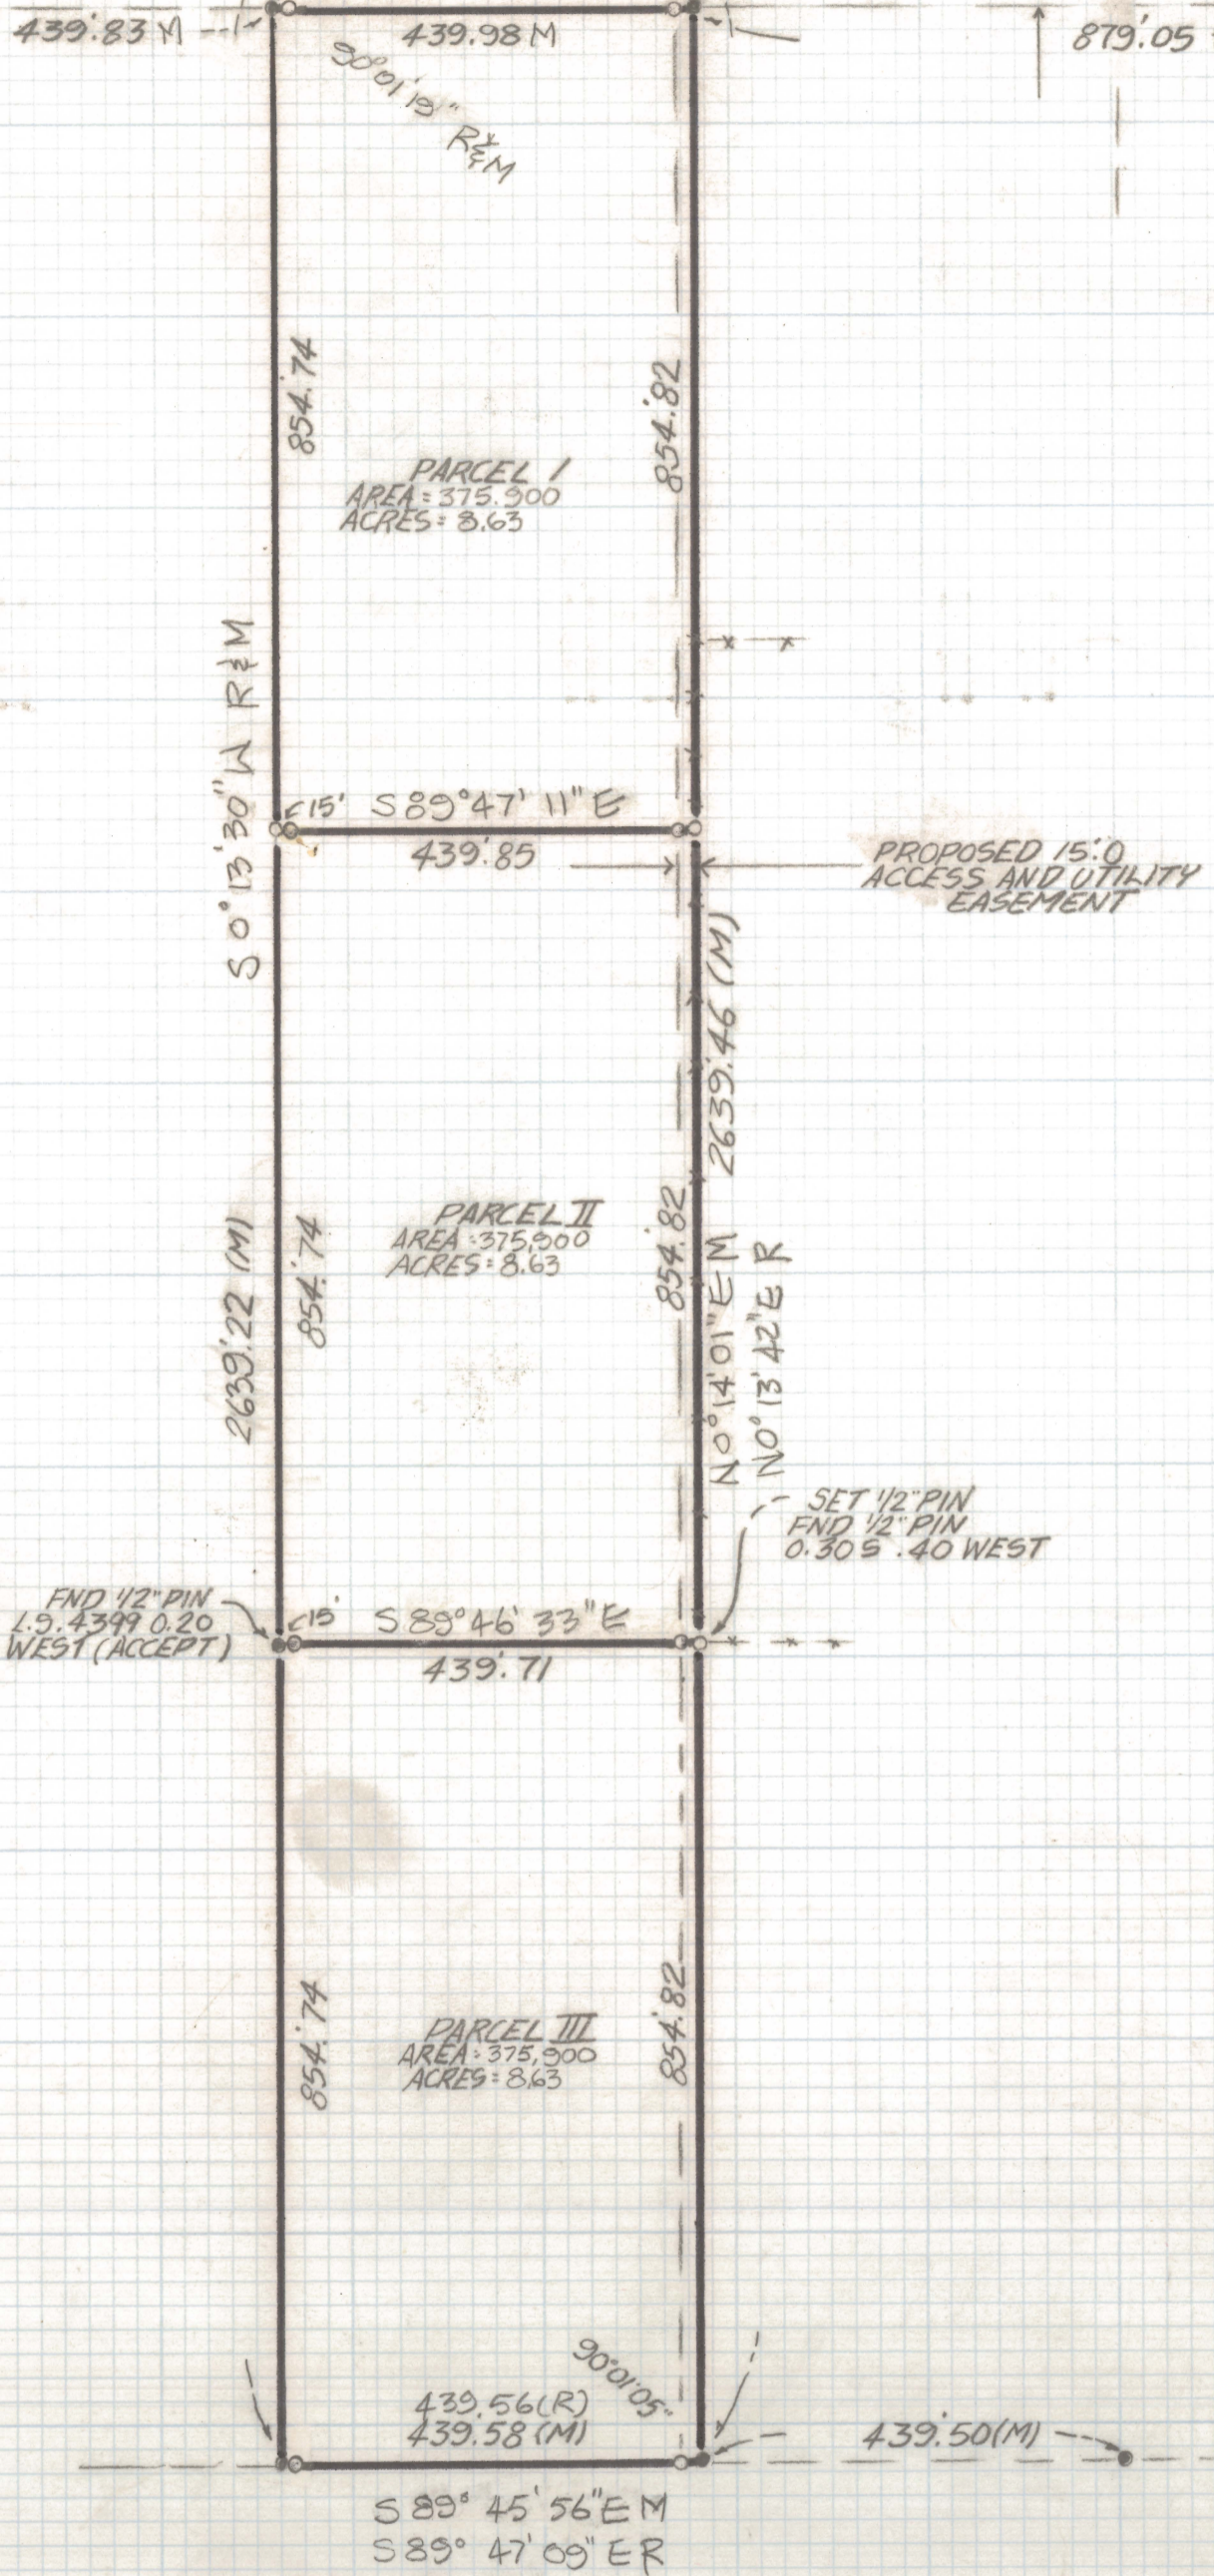 439.83 M
439.98 M
879.05
90°01'19"
R&M
854.74
854.82
PARCEL I
AREA = 375.900
ACRES = 8.63
S 0° 13' 30" W R&M
15' S 89° 47' 11" E
439.85
PROPOSED 15.0
ACCESS AND UTILITY
EASEMENT
2639.46 (M)
PARCEL II
AREA = 375,900
ACRES = 8.63
854.74
854.82
2639.22 (M)
N 0° 14' 01" E M
N 0° 13' 42" E R
SET 1/2" PIN
FND 1/2" PIN
0.30 S .40 WEST
FND 1/2" PIN
L.S. 4399 0.20
WEST (ACCEPT)
15' S 89° 46' 33" E
439.71
854.74
854.82
PARCEL III
AREA = 375,900
ACRES = 8.63
90°01'05"
439.56 (R)
439.58 (M)
439.50 (M)
S 89° 45' 56" E M
S 89° 47' 09" E R